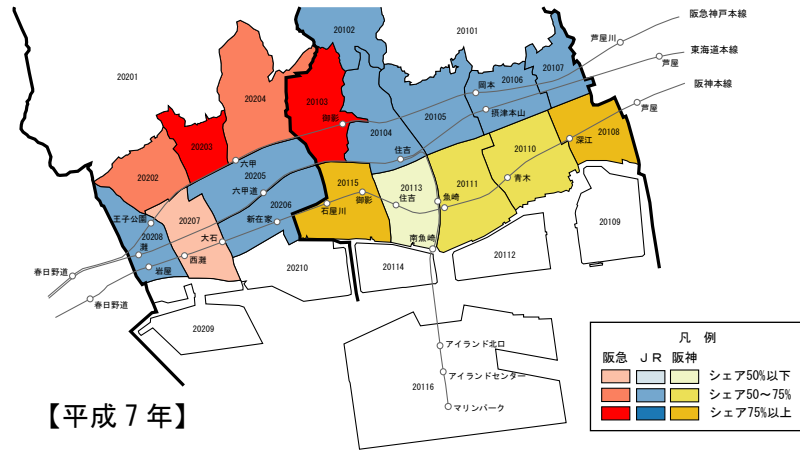 阪急神戸本線
20102
20101
芦屋川
東海道本線
20201
20107
芦屋
20106
阪神本線
岡本
20204
20103
芦屋
摂津本山
20105
御影
20104
20108
20203
住吉
深江
六甲
20110
20205
20202
六甲道
20115
20113
20111
青木
御影
住吉
魚崎
20206
石屋川
王子公園
20207
新在家
20109
20208
大石
南魚崎
灘
西灘
20112
岩屋
20210
20114
春日野道
春日野道
20209
アイランド北口
アイランドセンター
20116
マリンパーク
凡 例
阪急 ＪＲ 阪神
シェア50%以下
シェア50～75%
シェア75%以上
【平成７年】